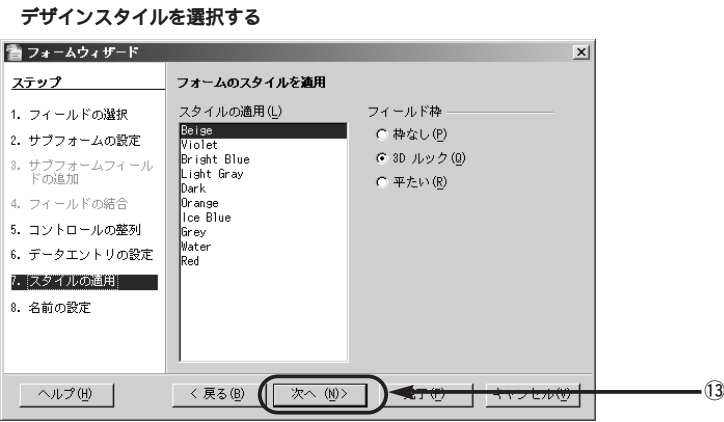 デザインスタイルを選択する
フォームウィザード
ステップ
1. フィールドの選択
2. サブフォームの設定
3. サブフォームフィール
ドの追加
4. フィールドの結合
5. コントロールの整列
6. データエントリの設定
7. スタイルの適用
8. 名前の設定
フォームのスタイルを適用
スタイルの適用(L)
Beige
Violet
Bright Blue
Light Gray
Dark
Orange
Ice Blue
Grey
Water
Red
フィールド枠
枠なし(P)
3D ルック(Q)
平たい(R)
ヘルプ(H)
< 戻る(B)
次へ (N)>
完了(F)
キャンセル(V)
⑬